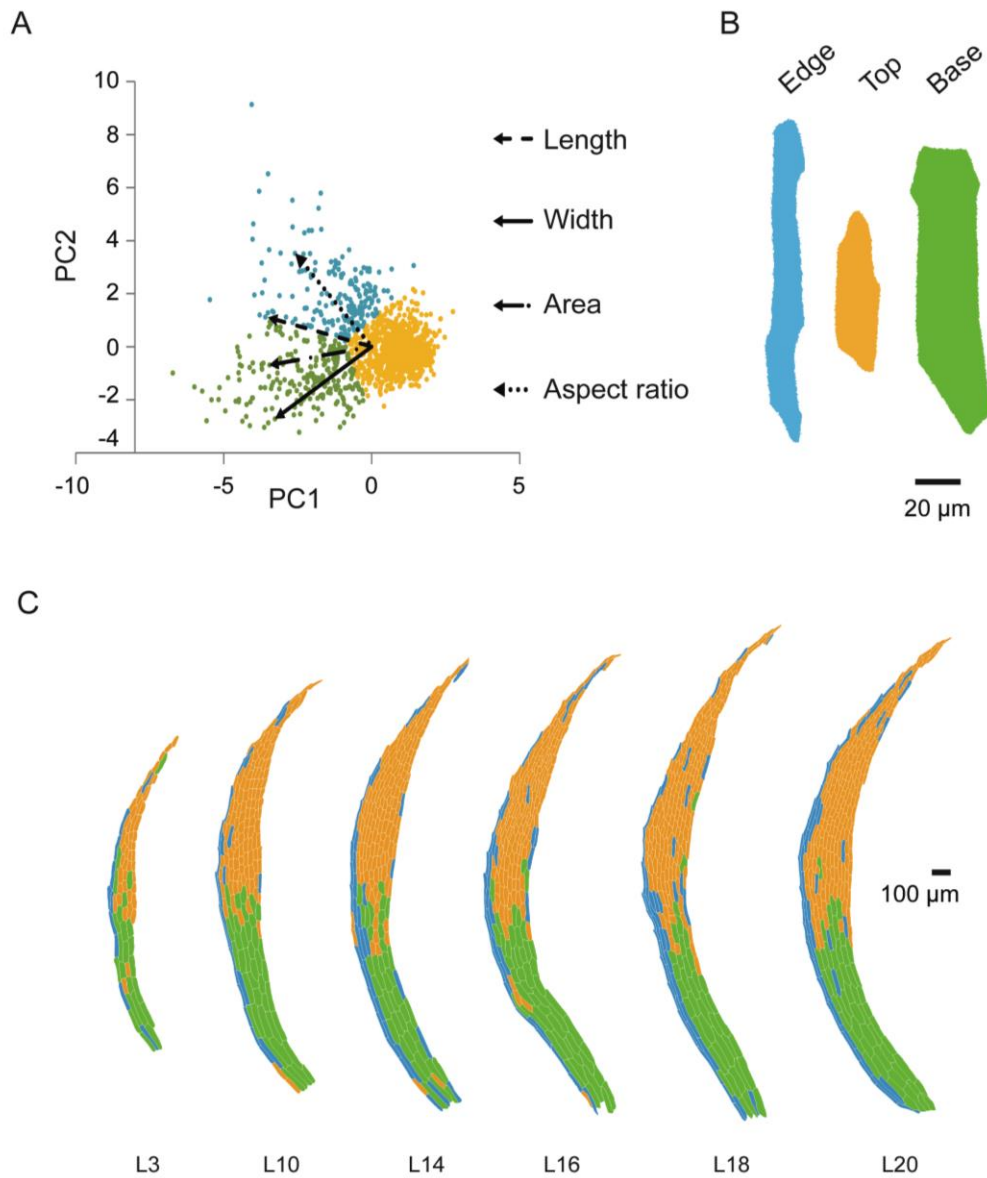 A
10
8
6
4
2
0
-2
-4
PC2
-10
-5
0
5
PC1
Length
Width
Area
Aspect ratio
B
Edge
Top
Base
20 µm
C
100 µm
L3
L10
L14
L16
L18
L20